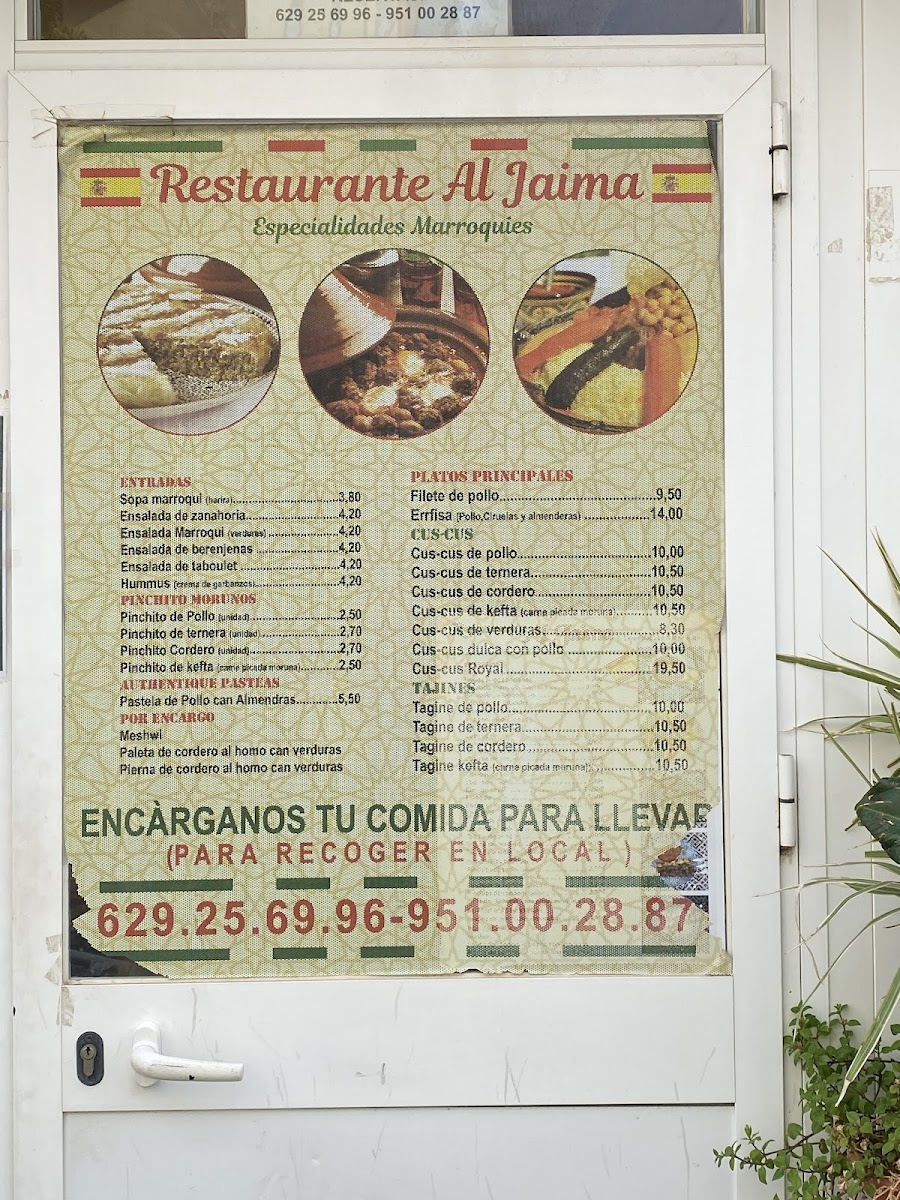 629 25 69 96 - 951 00 28 87
Restaurante Al Jaima
Especialidades Marroquies
ENTRADAS
Sopa marroqui (harira)..........3,80
Ensalada de zanahoria..........4,20
Ensalada Marroqui (verduras)..........4,20
Ensalada de berenjenas..........4,20
Ensalada de taboulet..........4,20
Hummus (crema de garbanzos)..........4,20
PINCHITO MORUNOS
Pinchito de Pollo (unidad)..........2,50
Pinchito de ternera (unidad)..........2,70
Pinchito Cordero (unidad)..........2,70
Pinchito de kefta (carne picada moruna)..........2,50
AUTHENTIQUE PASTEAS
Pastela de Pollo can Almendras..........5,50
POR ENCARGO
Meshwi
Paleta de cordero al homo can verduras
Pierna de cordero al homo can verduras
PLATOS PRINCIPALES
Filete de pollo..........9,50
Errfisa (Pollo,Ciruelas y almenderas)..........14,00
CUS-CUS
Cus-cus de pollo..........10,00
Cus-cus de ternera..........10,50
Cus-cus de cordero..........10,50
Cus-cus de kefta (carne picada moruna)..........10,50
Cus-cus de verduras..........8,30
Cus-cus dulca con pollo..........10,00
Cus-cus Royal..........19,50
TAJINES
Tagine de pollo..........10,00
Tagine de ternera..........10,50
Tagine de cordero..........10,50
Tagine kefta (carne picada moruna)..........10,50
ENCÀRGANOS TU COMIDA PARA LLEVAR
(PARA RECOGER EN LOCAL)
629.25.69.96-951.00.28.87